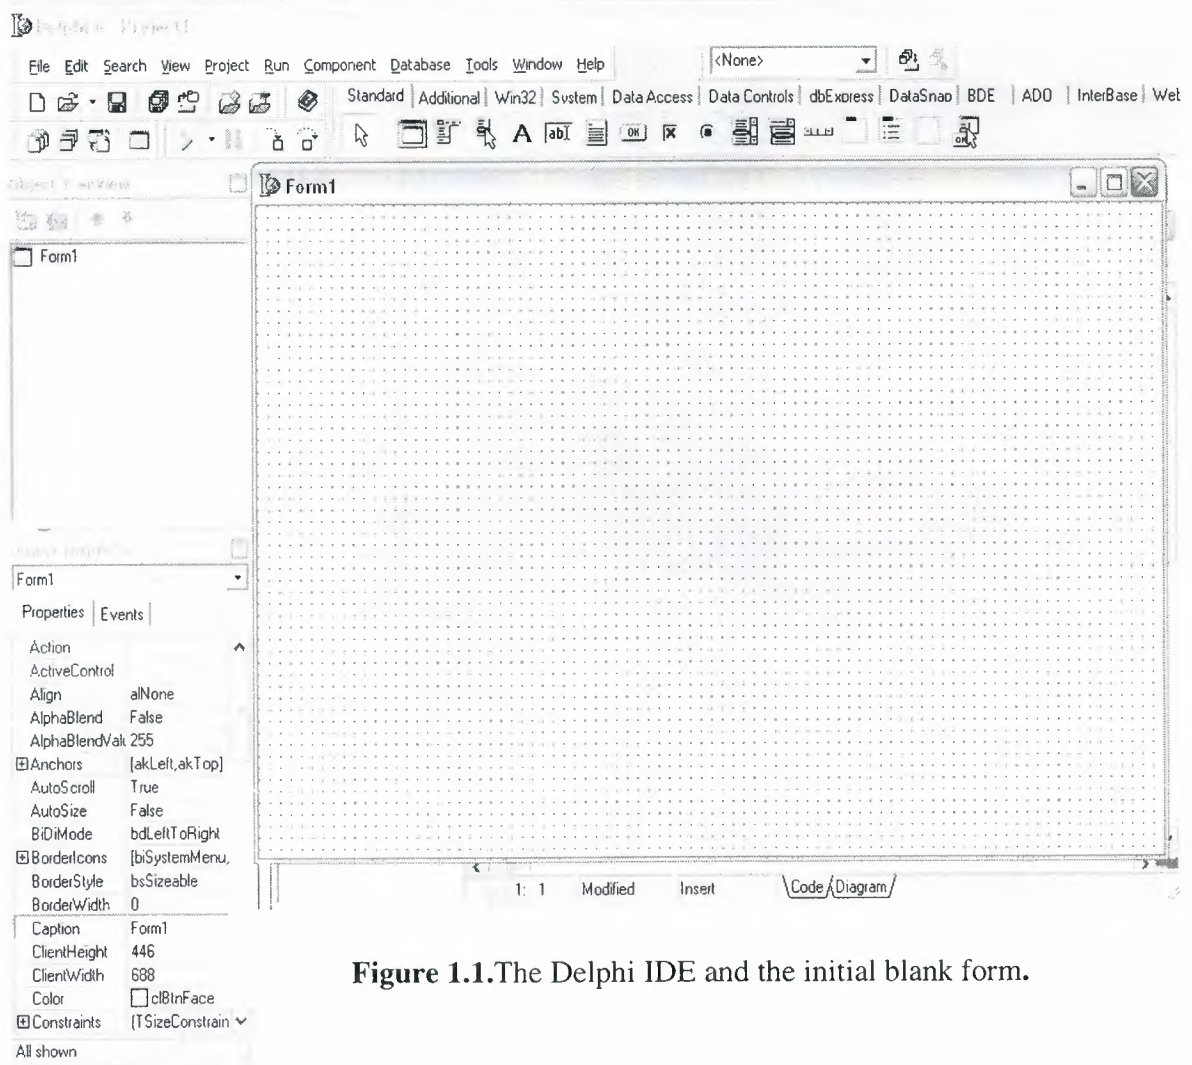 File Edit Search View Project Run Component Database Tools Window Help <None>
Standard Additional Win32 System Data Access Data Controls dbExpress DataSnap BDE ADO InterBase Wet
Form1
Form1
Form1
Properties Events
Action
ActiveControl
Align alNone
AlphaBlend False
AlphaBlendVal 255
Anchors [akLeft,akTop]
AutoScroll True
AutoSize False
BiDiMode bdLeftToRight
BorderIcons [biSystemMenu,
BorderStyle bsSizeable
BorderWidth 0
Caption Form1
ClientHeight 446
ClientWidth 688
Color clBtnFace
Constraints (TSizeConstrain
All shown
1: 1 Modified Insert Code Diagram
Figure 1.1.The Delphi IDE and the initial blank form.